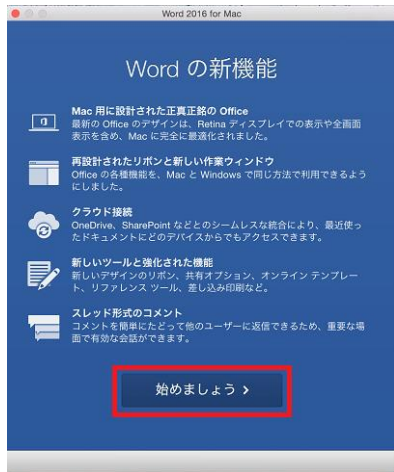 Word 2016 for Mac
Word の新機能
Mac 用に設計された正真正銘の Office
最新の Office のデザインは、Retina ディスプレイでの表示や全画面
表示を含め、Mac に完全に最適化されました。
再設計されたリボンと新しい作業ウィンドウ
Office の各種機能を、Mac と Windows で同じ方法で利用できるよう
にしました。
クラウド接続
OneDrive、SharePoint などとのシームレスな統合により、最近使っ
たドキュメントにどのデバイスからでもアクセスできます。
新しいツールと強化された機能
新しいデザインのリボン、共有オプション、オンライン テンプレー
ト、リファレンス ツール、差し込み印刷など。
スレッド形式のコメント
コメントを簡単にたどって他のユーザーに返信できるため、重要な場
面で有効な会話ができます。
始めましょう >